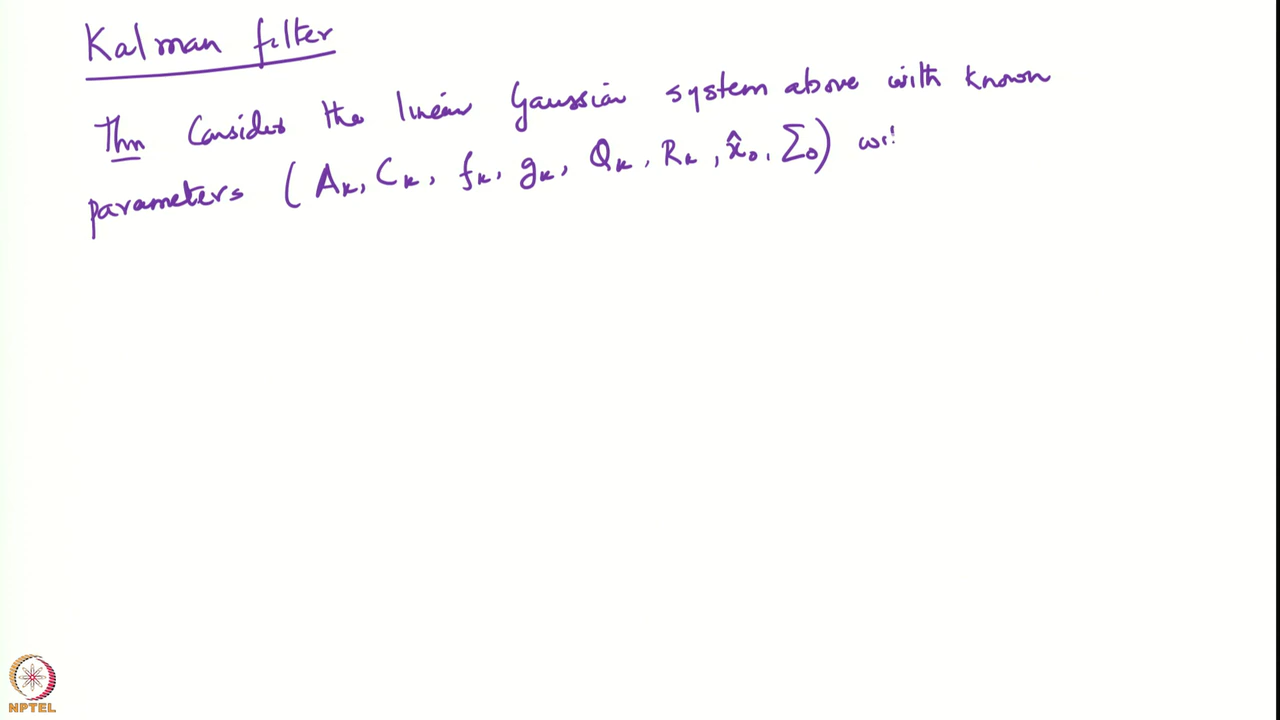 Kalman filter
Thm Consider the linear Gaussian system above with known
parameters (Aₖ, Cₖ, fₖ, gₖ, Qₖ, Rₖ, x̂₀, Σ₀) wi
NPTEL